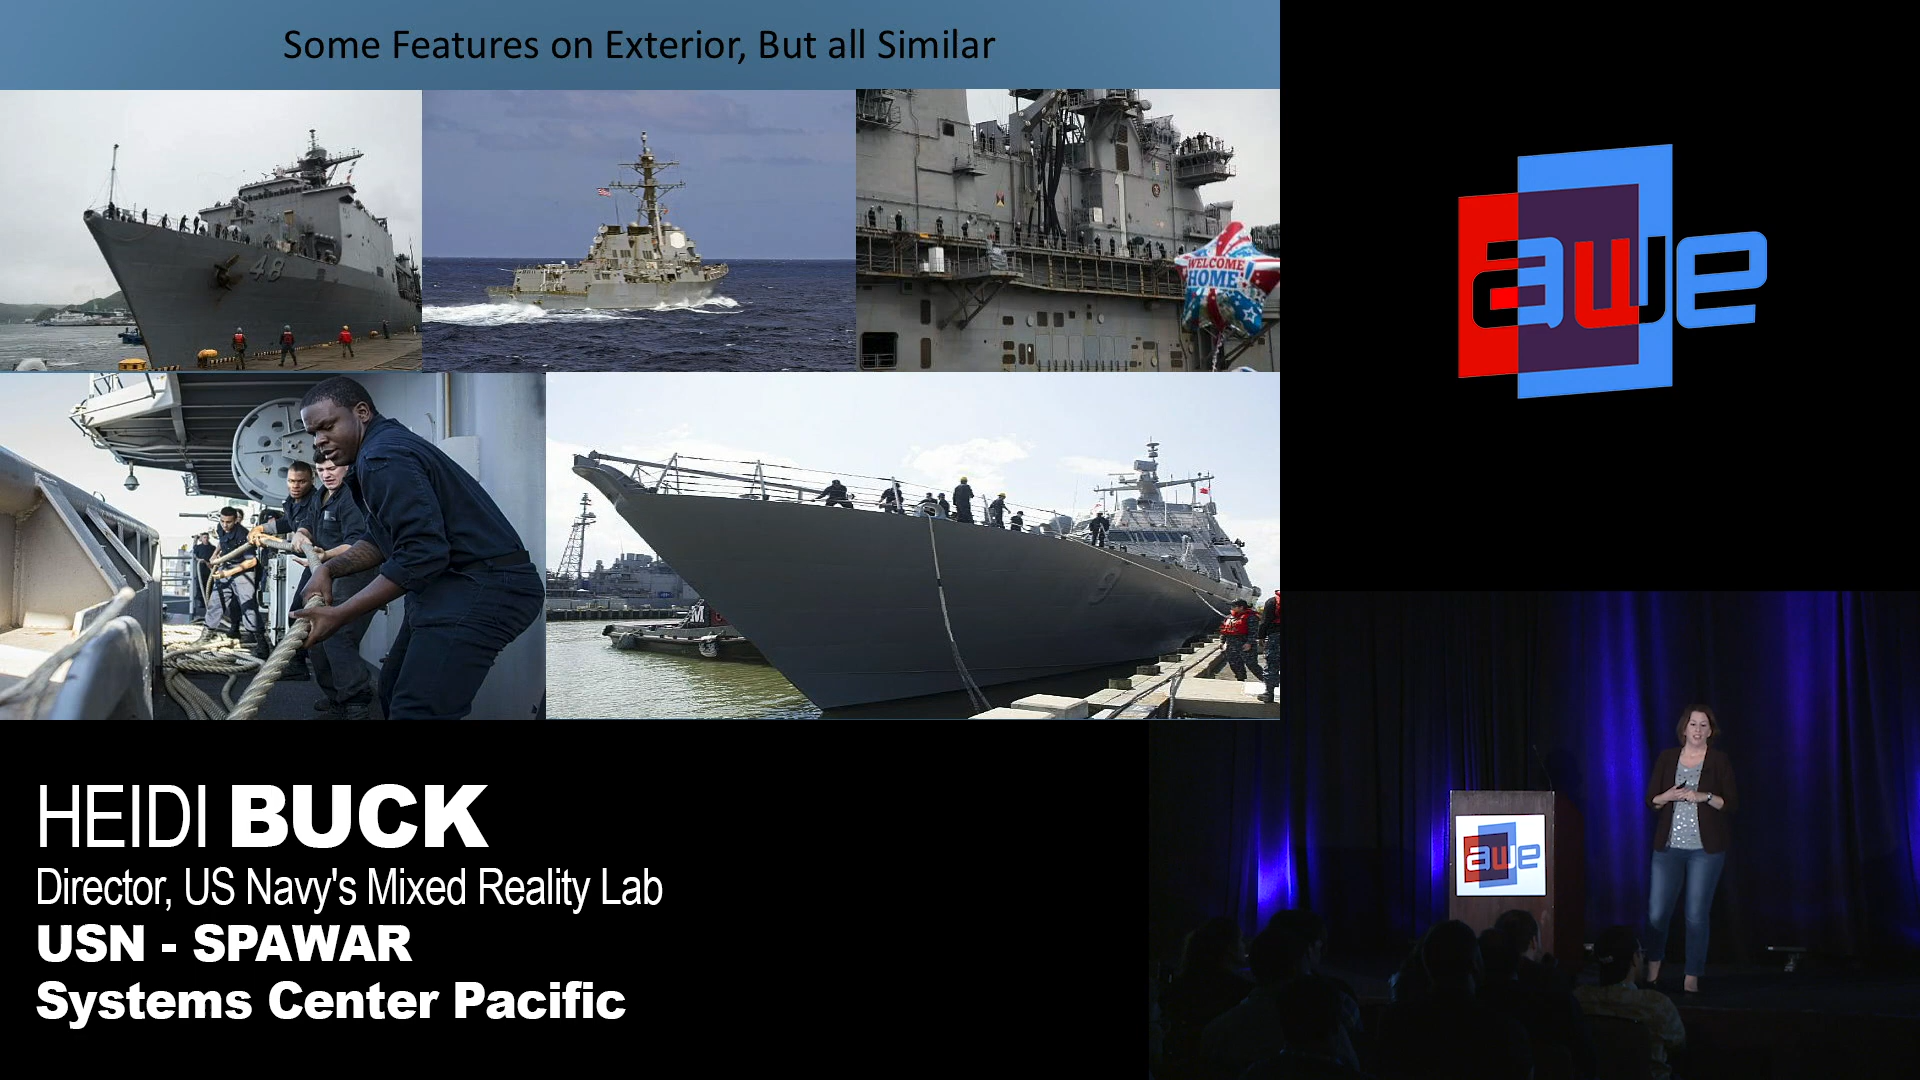 Some Features on Exterior, But all Similar
48
WELCOME
HOME!
M
9
awe
awe
HEIDI BUCK
Director, US Navy's Mixed Reality Lab
USN - SPAWAR
Systems Center Pacific